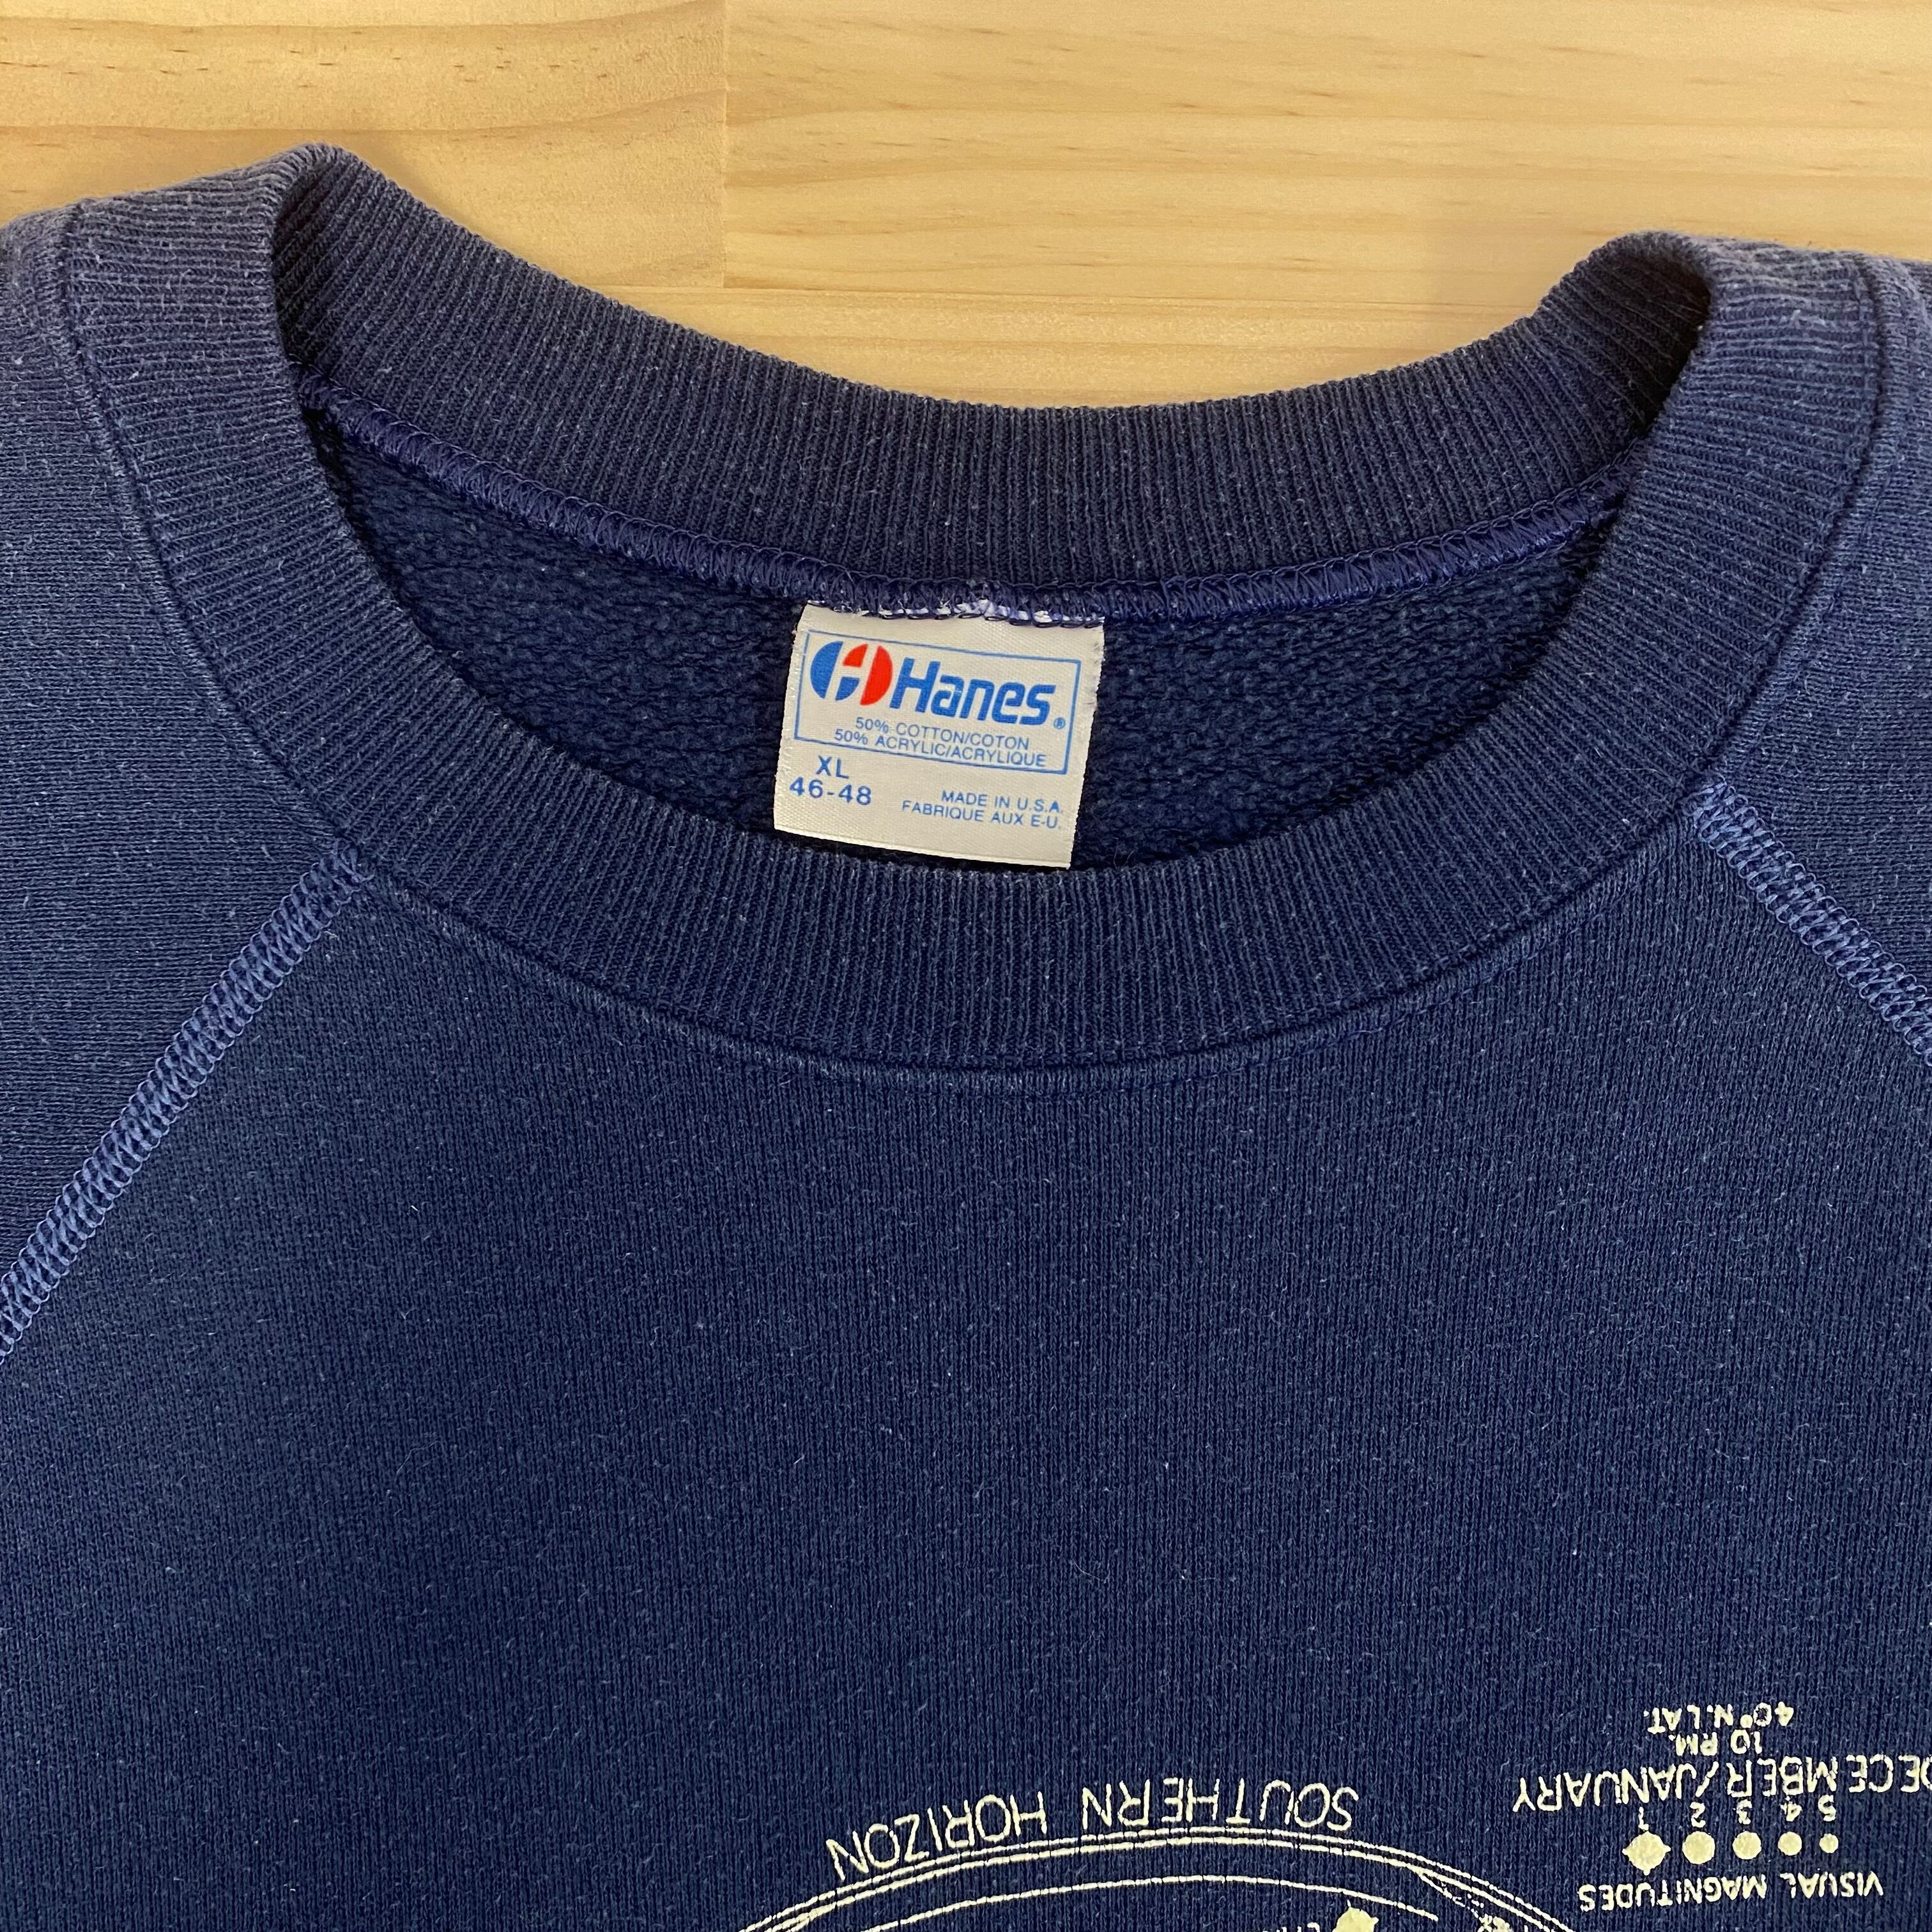 Hanes®
50% COTTON/COTON
50% ACRYLIC/ACRYLIQUE
XL
46-48
MADE IN U.S.A.
FABRIQUE AUX E-U.
40° N. LAT.
10 P.M.
DECEMBER/JANUARY
1 2 3 4 5
VISUAL MAGNITUDES
SOUTHERN HORIZON